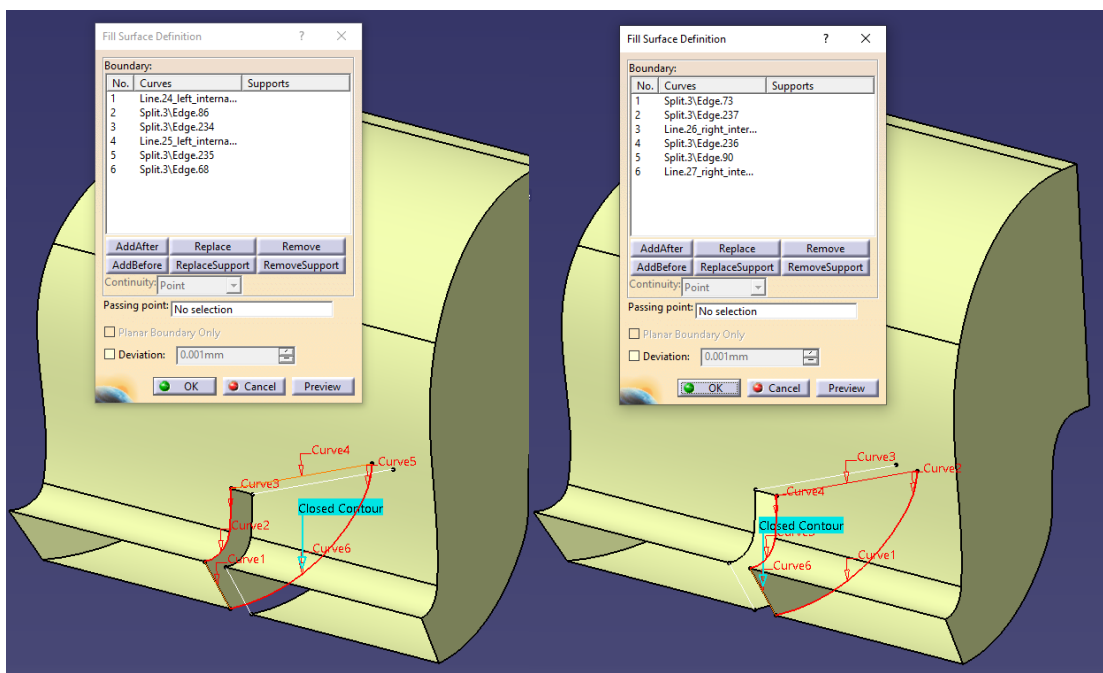 Fill Surface Definition ? ×
Boundary:
No. Curves Supports
1 Line.24_left_interna...
2 Split.3\Edge.86
3 Split.3\Edge.234
4 Line.25_left_interna...
5 Split.3\Edge.235
6 Split.3\Edge.68
AddAfter Replace Remove
AddBefore ReplaceSupport RemoveSupport
Continuity: Point
Passing point: No selection
Planar Boundary Only
Deviation: 0.001mm
OK Cancel Preview
Curve4
Curve5
Curve3
Closed Contour
Curve2
Curve6
Curve1
Fill Surface Definition ? ×
Boundary:
No. Curves Supports
1 Split.3\Edge.73
2 Split.3\Edge.237
3 Line.26_right_inter...
4 Split.3\Edge.236
5 Split.3\Edge.90
6 Line.27_right_inte...
AddAfter Replace Remove
AddBefore ReplaceSupport RemoveSupport
Continuity: Point
Passing point: No selection
Planar Boundary Only
Deviation: 0.001mm
OK Cancel Preview
Curve3
Curve2
Curve4
Closed Contour
Curve1
Curve6